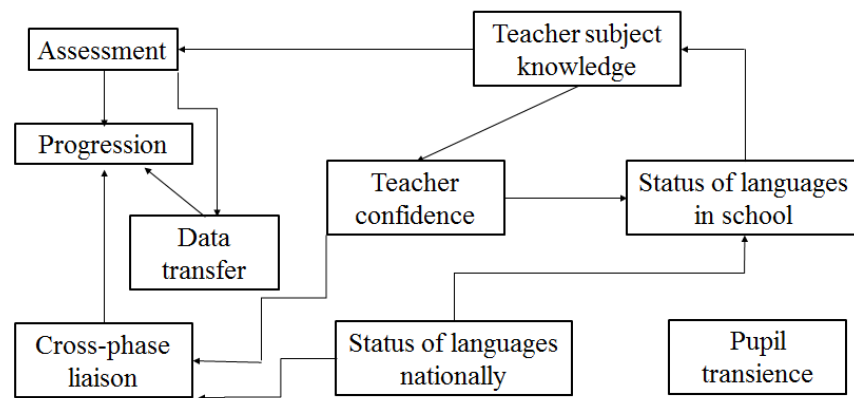 Assessment
Teacher subject
knowledge
Progression
Teacher
confidence
Status of languages
in school
Data
transfer
Cross-phase
liaison
Status of languages
nationally
Pupil
transience